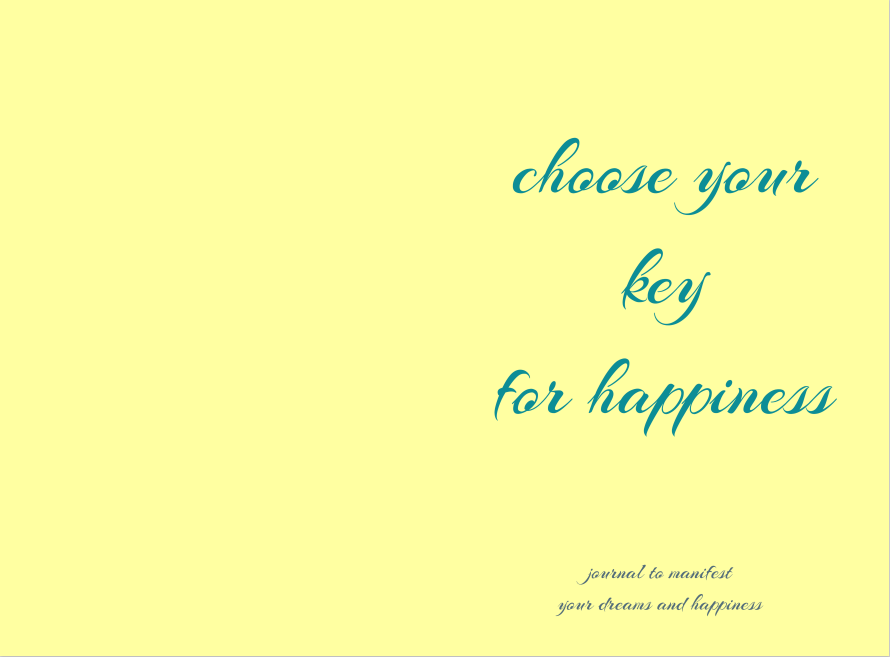 choose your
key
for happiness
journal to manifest
your dreams and happiness